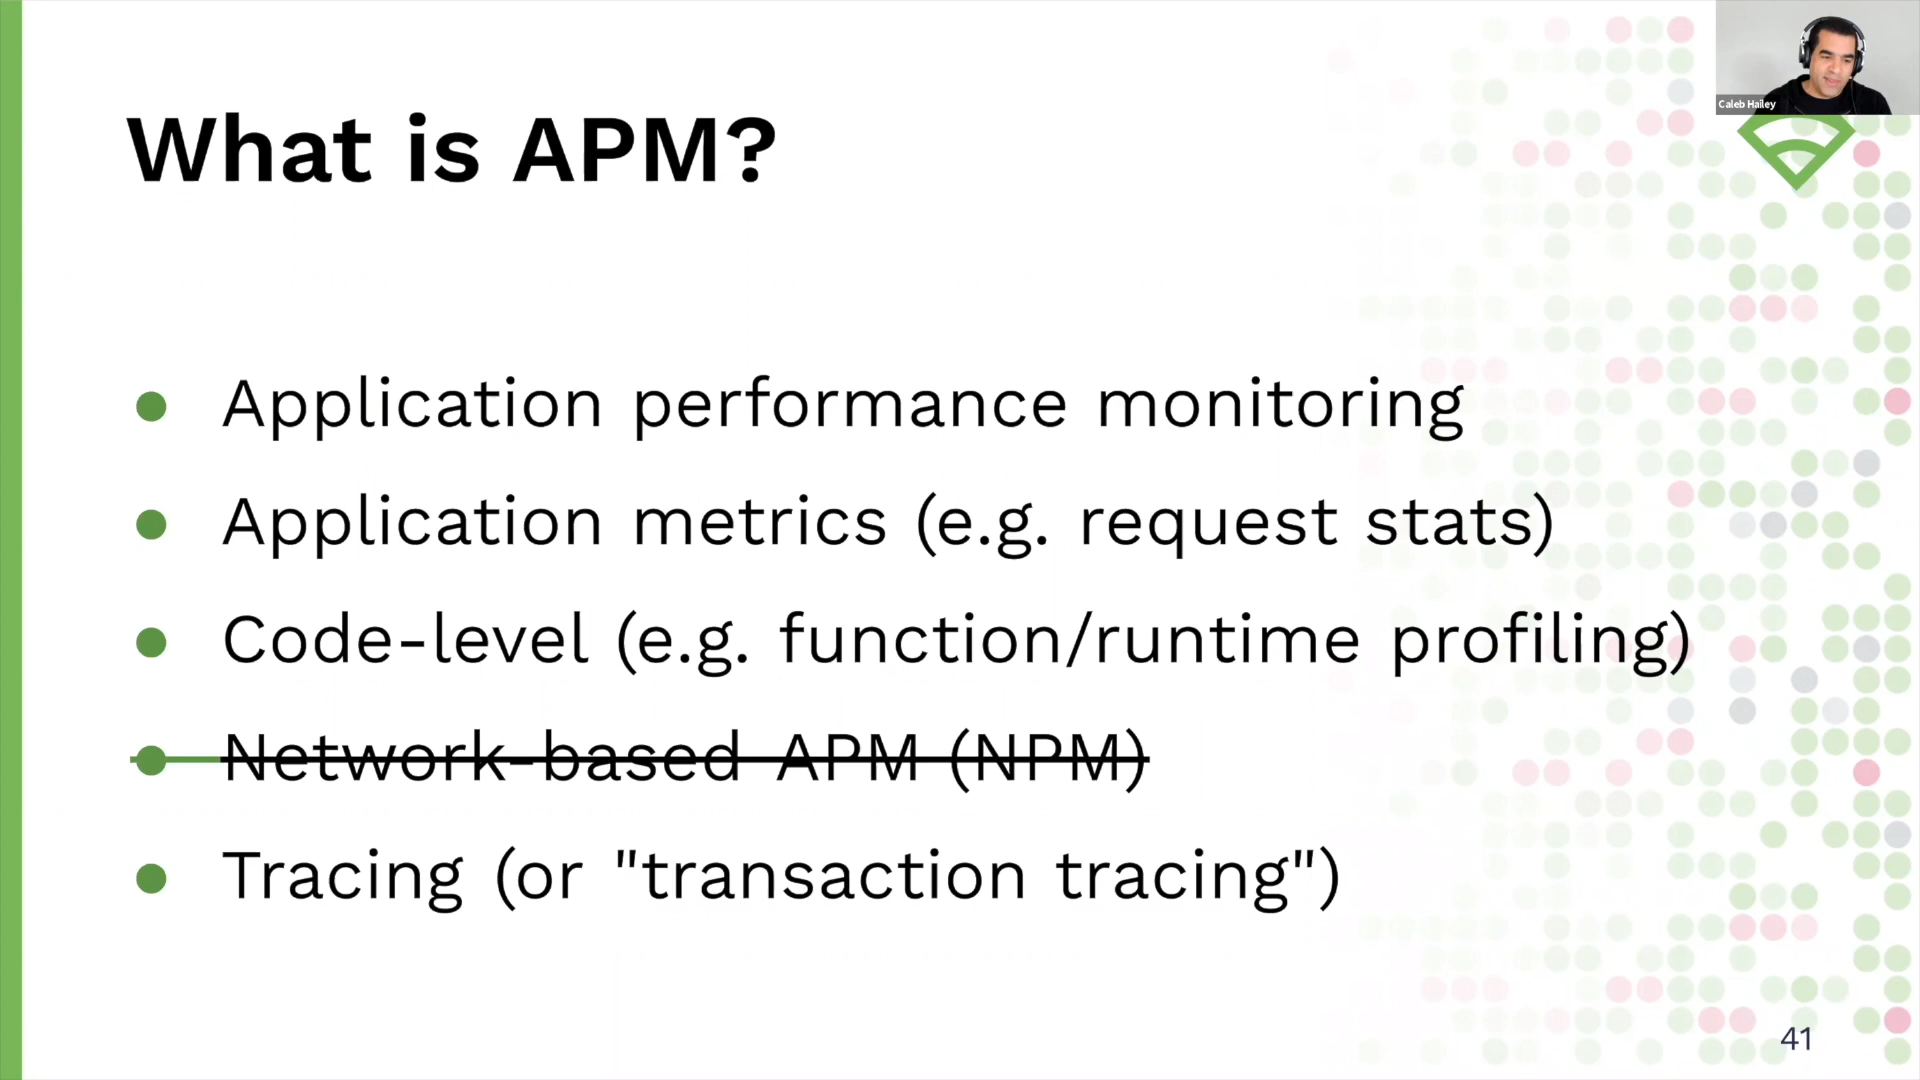 Caleb Hailey
What is APM?
Application performance monitoring
Application metrics (e.g. request stats)
Code-level (e.g. function/runtime profiling)
Network-based APM (NPM)
Tracing (or "transaction tracing")
41